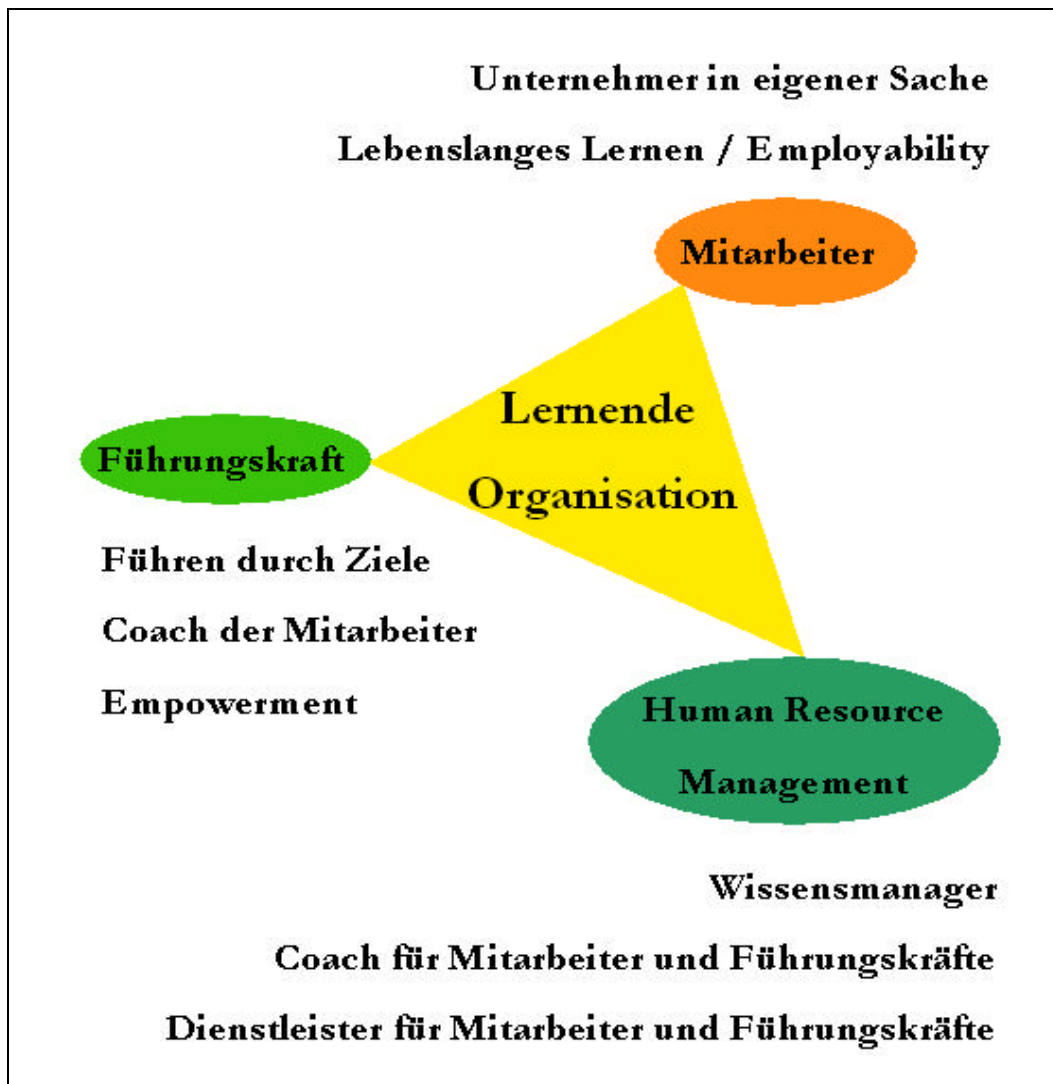 Unternehmer in eigener Sache
Lebenslanges Lernen / Employability
Mitarbeiter
Lernende
Organisation
Führungskraft
Führen durch Ziele
Coach der Mitarbeiter
Empowerment
Human Resource
Management
Wissensmanager
Coach für Mitarbeiter und Führungskräfte
Dienstleister für Mitarbeiter und Führungskräfte